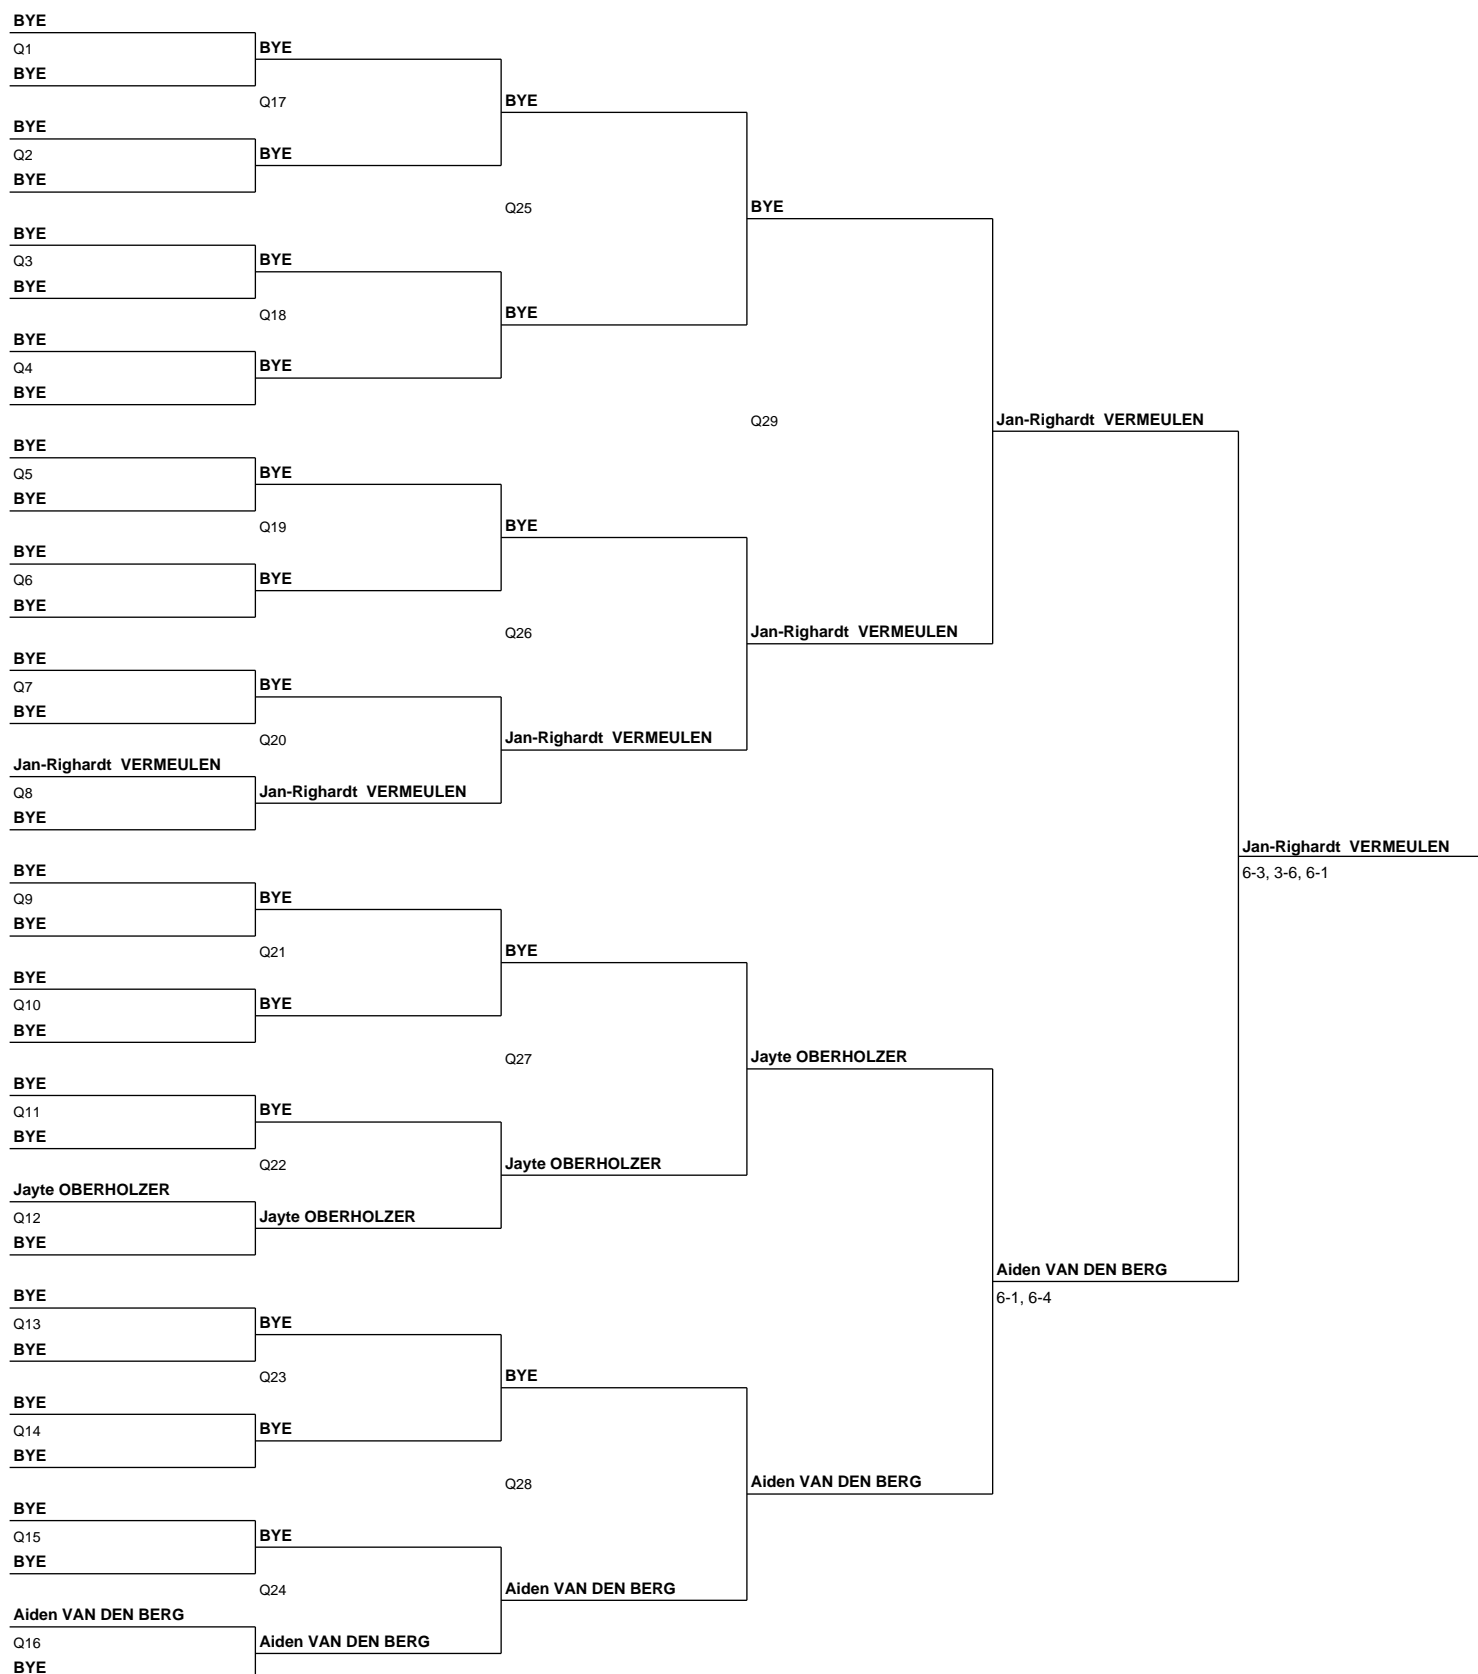 BYE
Q1
BYE
BYE
Q2
BYE
BYE
Q3
BYE
BYE
Q4
BYE
BYE
Q5
BYE
BYE
Q6
BYE
BYE
Q7
BYE
Jan-Righardt VERMEULEN
Q8
BYE
BYE
Q9
BYE
BYE
Q10
BYE
BYE
Q11
BYE
Jayte OBERHOLZER
Q12
BYE
BYE
Q13
BYE
BYE
Q14
BYE
BYE
Q15
BYE
Aiden VAN DEN BERG
Q16
BYE
BYE
Q17
BYE
BYE
Q18
BYE
BYE
Q19
BYE
BYE
Q20
Jan-Righardt VERMEULEN
BYE
Q21
BYE
BYE
Q22
Jayte OBERHOLZER
BYE
Q23
BYE
BYE
Q24
Aiden VAN DEN BERG
BYE
Q25
BYE
BYE
Q26
Jan-Righardt VERMEULEN
BYE
Q27
Jayte OBERHOLZER
BYE
Q28
Aiden VAN DEN BERG
BYE
Q29
Jan-Righardt VERMEULEN
Jayte OBERHOLZER
Aiden VAN DEN BERG
Jan-Righardt VERMEULEN
Aiden VAN DEN BERG
6-1, 6-4
Jan-Righardt VERMEULEN
6-3, 3-6, 6-1